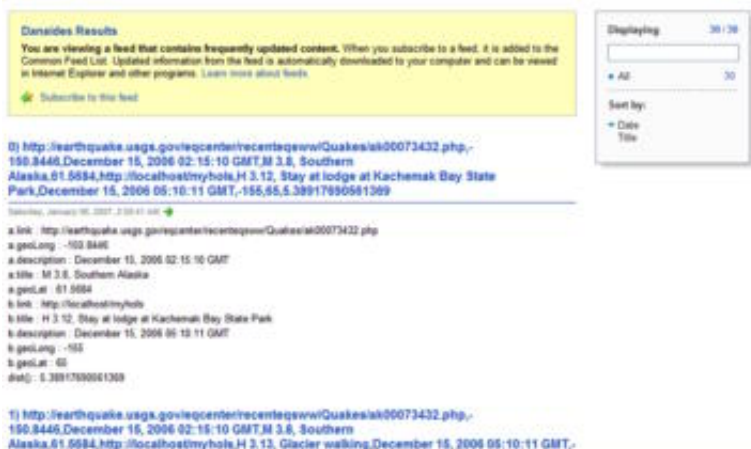 Danaides Results
You are viewing a feed that contains frequently updated content. When you subscribe to a feed, it is added to the
Common Feed List. Updated information from the feed is automatically downloaded to your computer and can be viewed
in Internet Explorer and other programs. Learn more about feeds.
Subscribe to this feed
Displaying 30 / 30
All 30
Sort by:
Date
Title
0) http://earthquake.usgs.gov/eqcenter/recenteqsww/Quakes/ak00073432.php,-
150.8446,December 15, 2006 02:15:10 GMT,M 3.8, Southern
Alaska,61.5684,http://localhost/myhols,H 3.12, Stay at lodge at Kachemak Bay State
Park,December 15, 2006 05:10:11 GMT,-155,65,5.38917690561369
Saturday, January 06, 2007,
a.link : http://earthquake.usgs.gov/eqcenter/recenteqsww/Quakes/ak00073432.php
a.geoLong : -150.8446
a.description : December 15, 2006 02:15:10 GMT
a.title : M 3.8, Southern Alaska
a.geoLat : 61.5684
b.link : http://localhost/myhols
b.title : H 3.12, Stay at lodge at Kachemak Bay State Park
b.description : December 15, 2006 05:10:11 GMT
b.geoLong : -155
b.geoLat : 65
dist() : 5.38917690561369
1) http://earthquake.usgs.gov/eqcenter/recenteqsww/Quakes/ak00073432.php,-
150.8446,December 15, 2006 02:15:10 GMT,M 3.8, Southern
Alaska,61.5684,http://localhost/myhols,H 3.13, Glacier walking,December 15, 2006 05:10:11 GMT,-